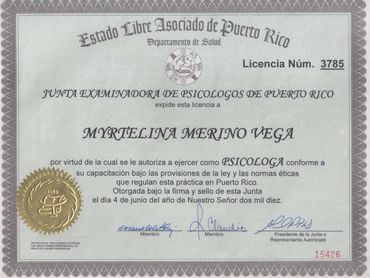 Estado Libre Asociado de Puerto Rico
Departamento de Salud
Licencia Núm. 3785
JUNTA EXAMINADORA DE PSICOLOGOS DE PUERTO RICO
expide esta licencia a
MYRTELINA MERINO VEGA
por virtud de la cual se le autoriza a ejercer como PSICOLOGA conforme a
su capacitación bajo las provisiones de la ley y las normas éticas
que regulan esta práctica en Puerto Rico.
Otorgada bajo la firma y sello de esta Junta
el día 4 de junio del año de Nuestro Señor dos mil diez.
Miembro
Miembro
Presidente de la Junta o
Representante Autorizado
15426